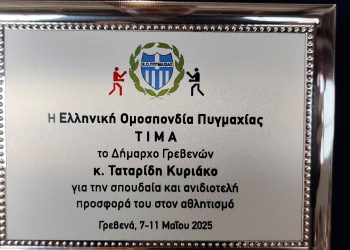 Ε.Ο.ΠΥΓΜΑΧΙΑΣ
Η Ελληνική Ομοσπονδία Πυγμαχίας
ΤΙΜΑ
το Δήμαρχο Γρεβενών
κ. Ταταρίδη Κυριάκο
για την σπουδαία και ανιδιοτελή
προσφορά του στον αθλητισμό
Γρεβενά, 7-11 Μαΐου 2025